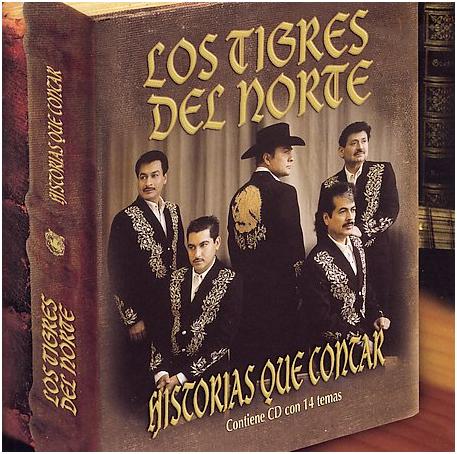 LOS TIGRES
DEL NORTE
HISTORIAS QUE CONTAR
Contiene CD con 14 temas
HISTORIAS QUE CONTAR
LOS TIGRES
DEL NORTE